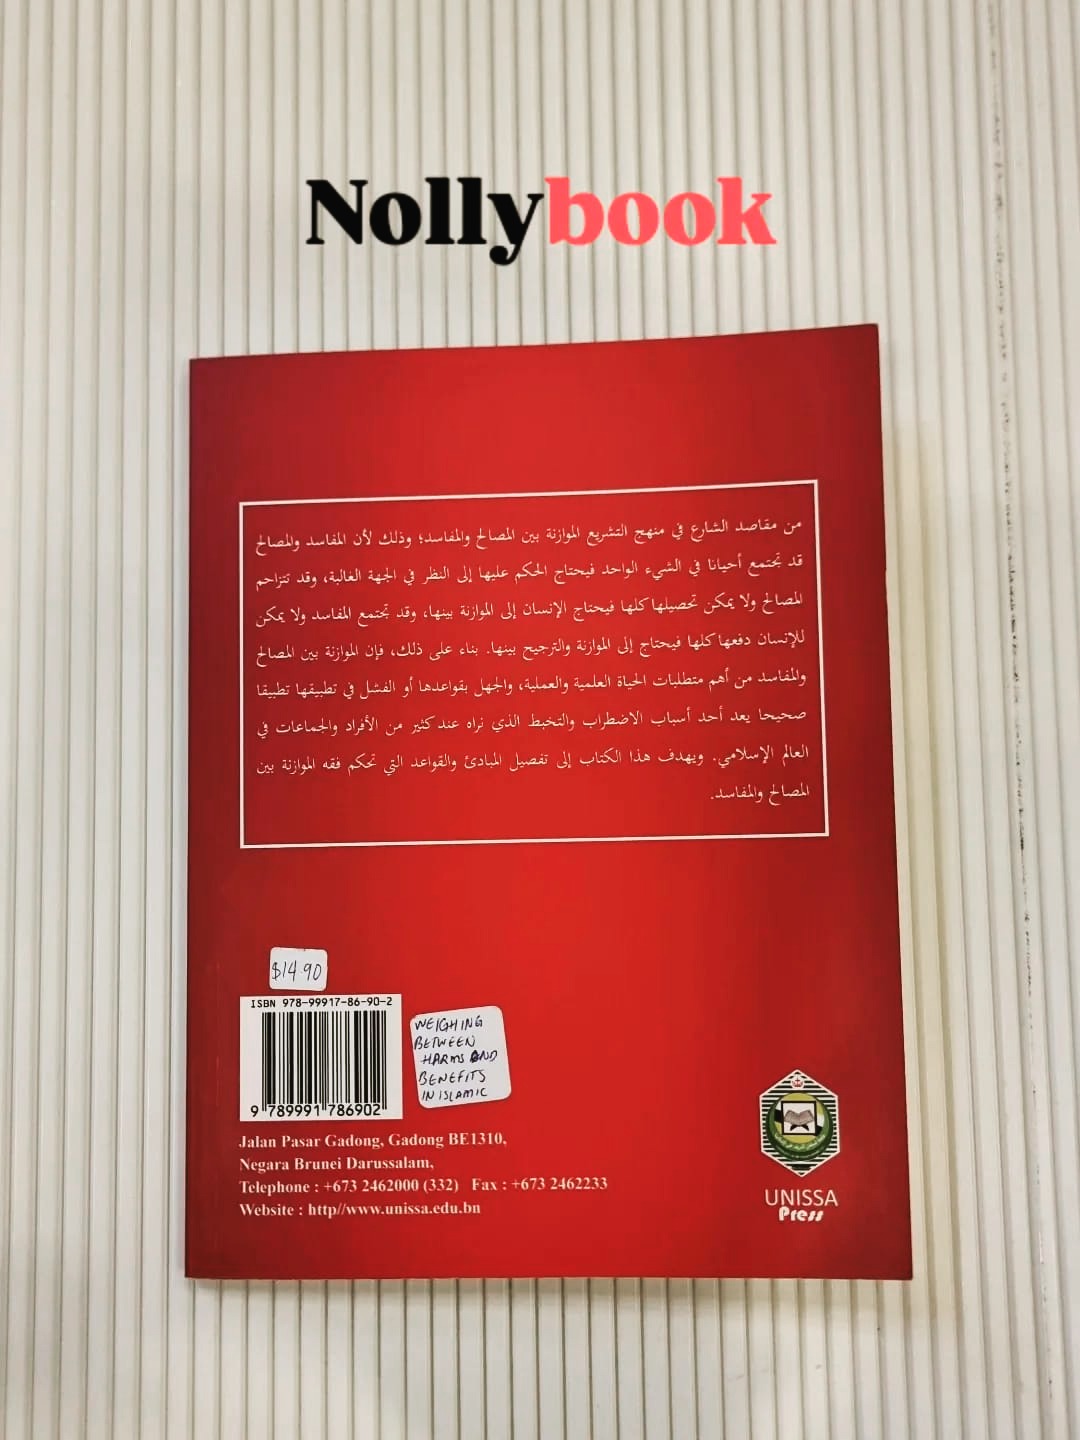 Nollybook
من مقاصد الشارع في منهج التشريع الموازنة بين المصالح والمفاسد؛ وذلك لأن المفاسد والمصالح
قد تجتمع أحيانا في الشيء الواحد فيحتاج الحكم عليها إلى النظر في الجهة الغالبة، وقد تتزاحم
المصالح ولا يمكن تحصيلها كلها فيحتاج الإنسان إلى الموازنة بينها، وقد تجتمع المفاسد ولا يمكن
للإنسان دفعها كلها فيحتاج إلى الموازنة والترجيح بينها. بناء على ذلك، فإن الموازنة بين المصالح
والمفاسد من أهم متطلبات الحياة العلمية والعملية، والجهل بقواعدها أو الفشل في تطبيقها تطبيقا
صحيحا يعد أحد أسباب الاضطراب والتخبط الذي نراه عند كثير من الأفراد والجماعات في
العالم الإسلامي. ويهدف هذا الكتاب إلى تفصيل المبادئ والقواعد التي تحكم فقه الموازنة بين
المصالح والمفاسد.
$14.90
ISBN 978-99917-86-90-2
9 789991 786902
WEIGHING
BETWEEN
HARMS AND
BENEFITS
IN ISLAMIC
Jalan Pasar Gadong, Gadong BE1310,
Negara Brunei Darussalam,
Telephone : +673 2462000 (332) Fax : +673 2462233
Website : http//www.unissa.edu.bn
UNISSA
Press